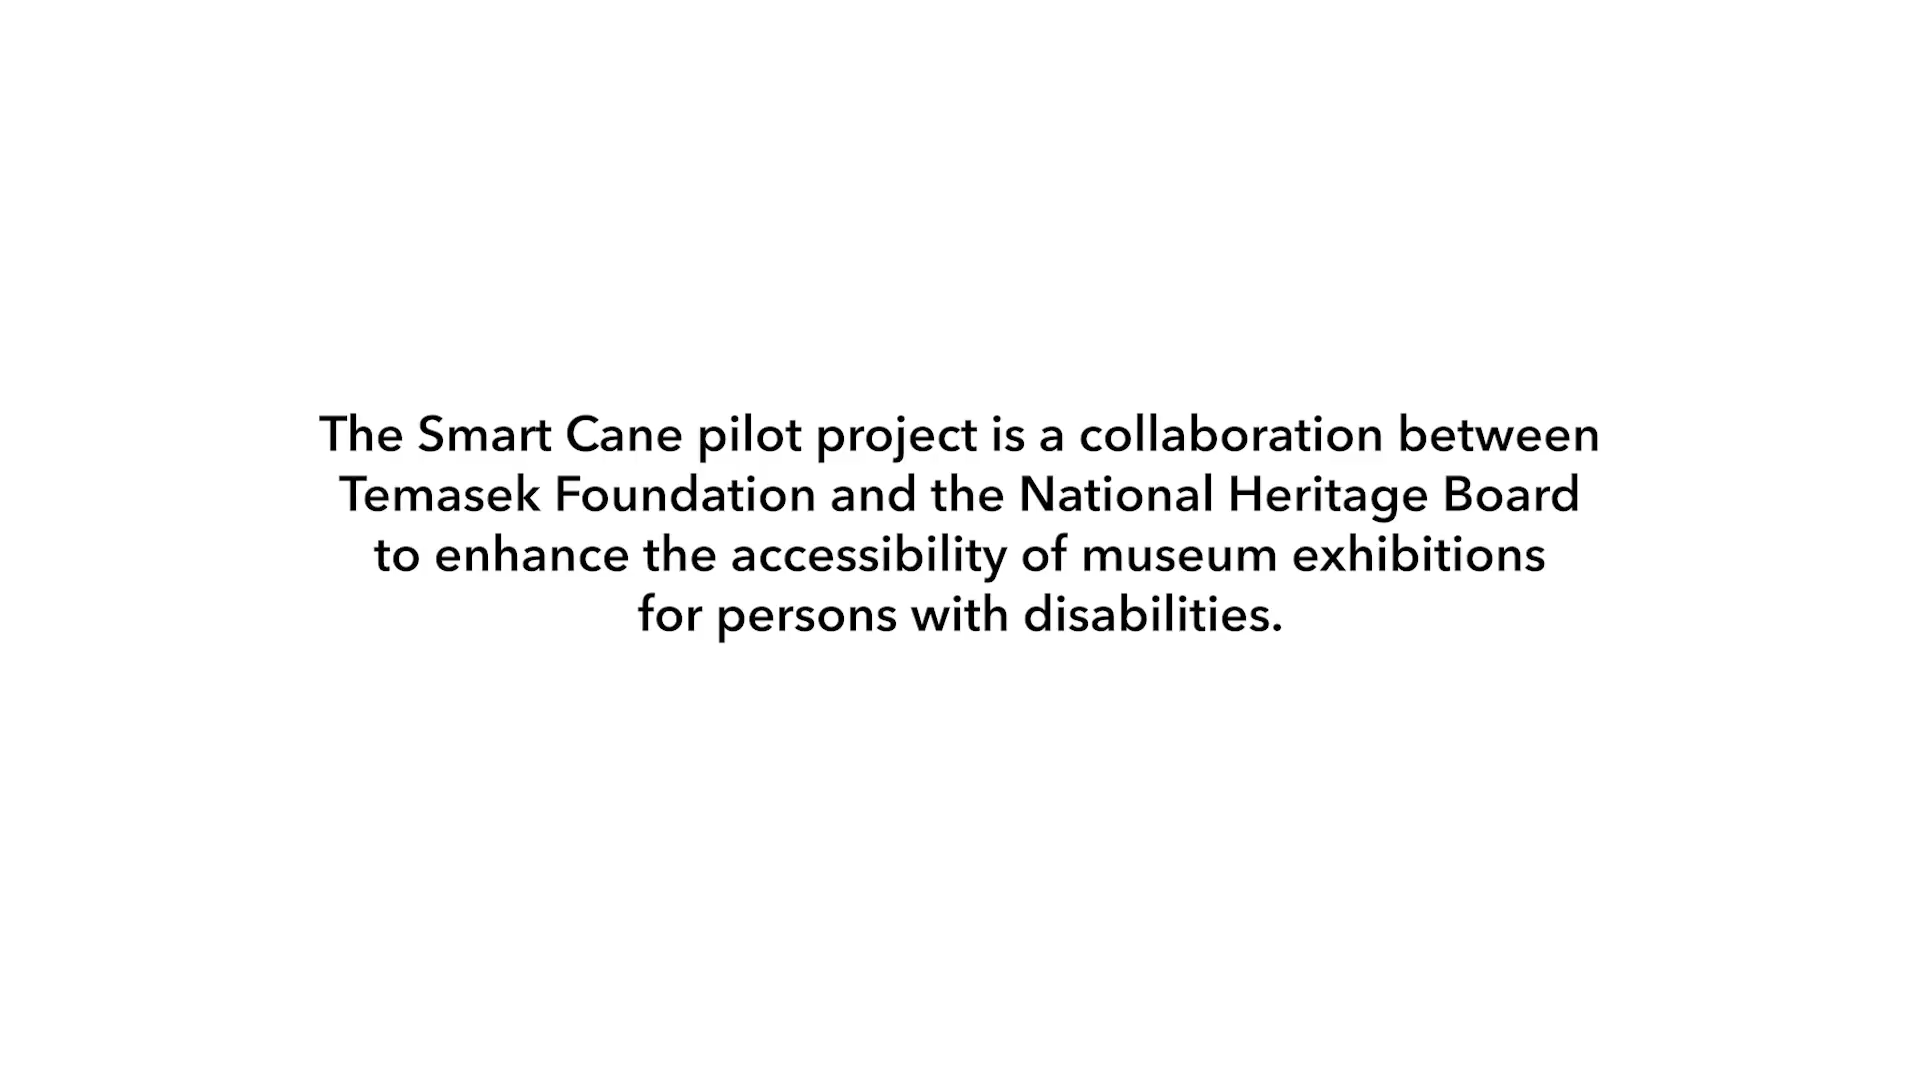 The Smart Cane pilot project is a collaboration between
Temasek Foundation and the National Heritage Board
to enhance the accessibility of museum exhibitions
for persons with disabilities.